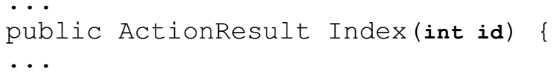 ...
public ActionResult Index(int id) {
...